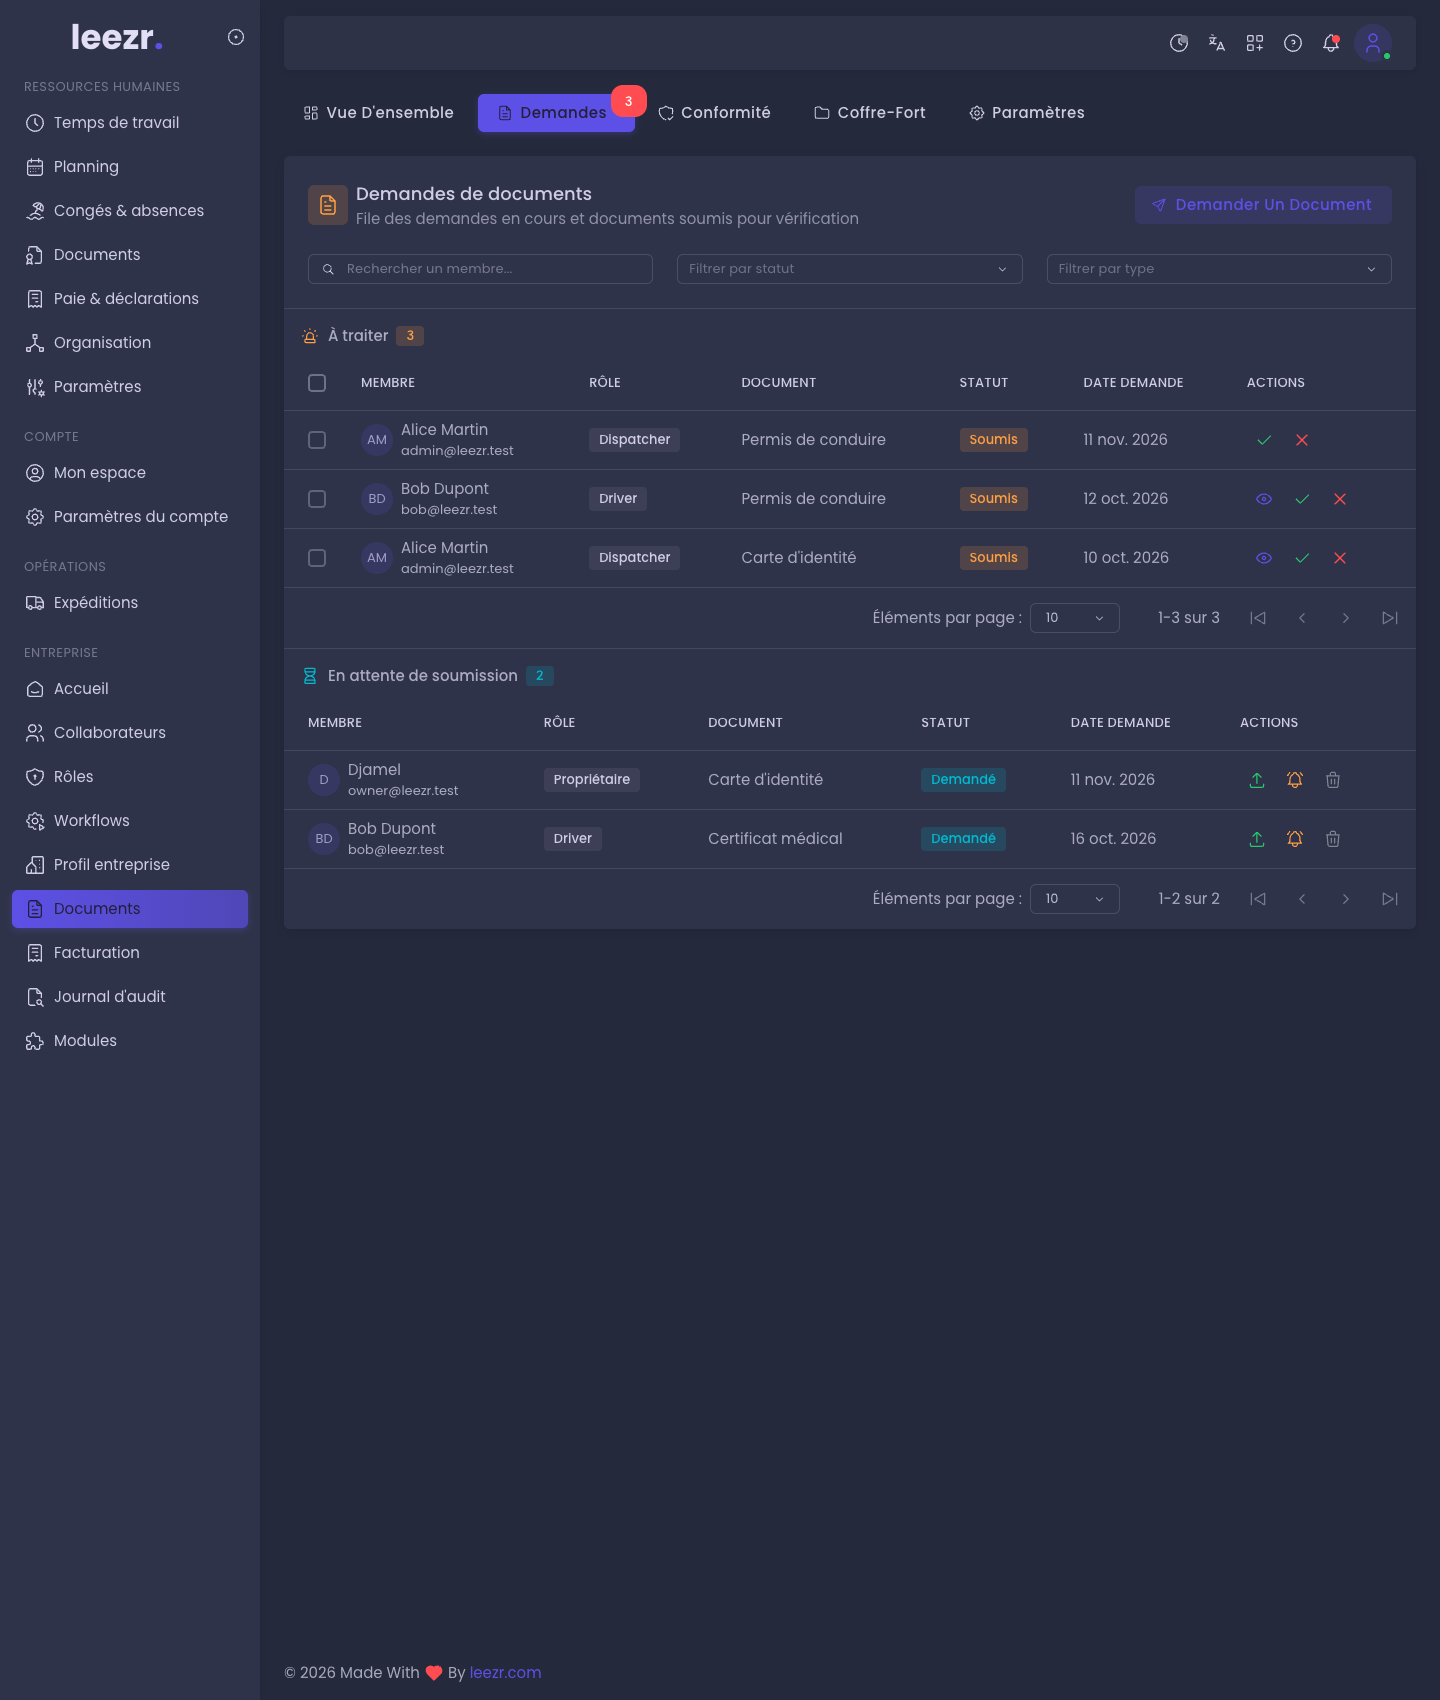 leezr.
RESSOURCES HUMAINES
Temps de travail
Planning
Congés & absences
Documents
Paie & déclarations
Organisation
Paramètres
COMPTE
Mon espace
Paramètres du compte
OPÉRATIONS
Expéditions
ENTREPRISE
Accueil
Collaborateurs
Rôles
Workflows
Profil entreprise
Documents
Facturation
Journal d'audit
Modules
Vue D'ensemble
Demandes 3
Conformité
Coffre-Fort
Paramètres
Demandes de documents
File des demandes en cours et documents soumis pour vérification
Demander Un Document
Rechercher un membre...
Filtrer par statut
Filtrer par type
À traiter 3
MEMBRE RÔLE DOCUMENT STATUT DATE DEMANDE ACTIONS
AM Alice Martin
admin@leezr.test
Dispatcher Permis de conduire Soumis 11 nov. 2026
BD Bob Dupont
bob@leezr.test
Driver Permis de conduire Soumis 12 oct. 2026
AM Alice Martin
admin@leezr.test
Dispatcher Carte d'identité Soumis 10 oct. 2026
Éléments par page : 10 1-3 sur 3
En attente de soumission 2
MEMBRE RÔLE DOCUMENT STATUT DATE DEMANDE ACTIONS
D Djamel
owner@leezr.test
Propriétaire Carte d'identité Demandé 11 nov. 2026
BD Bob Dupont
bob@leezr.test
Driver Certificat médical Demandé 16 oct. 2026
Éléments par page : 10 1-2 sur 2
© 2026 Made With By leezr.com